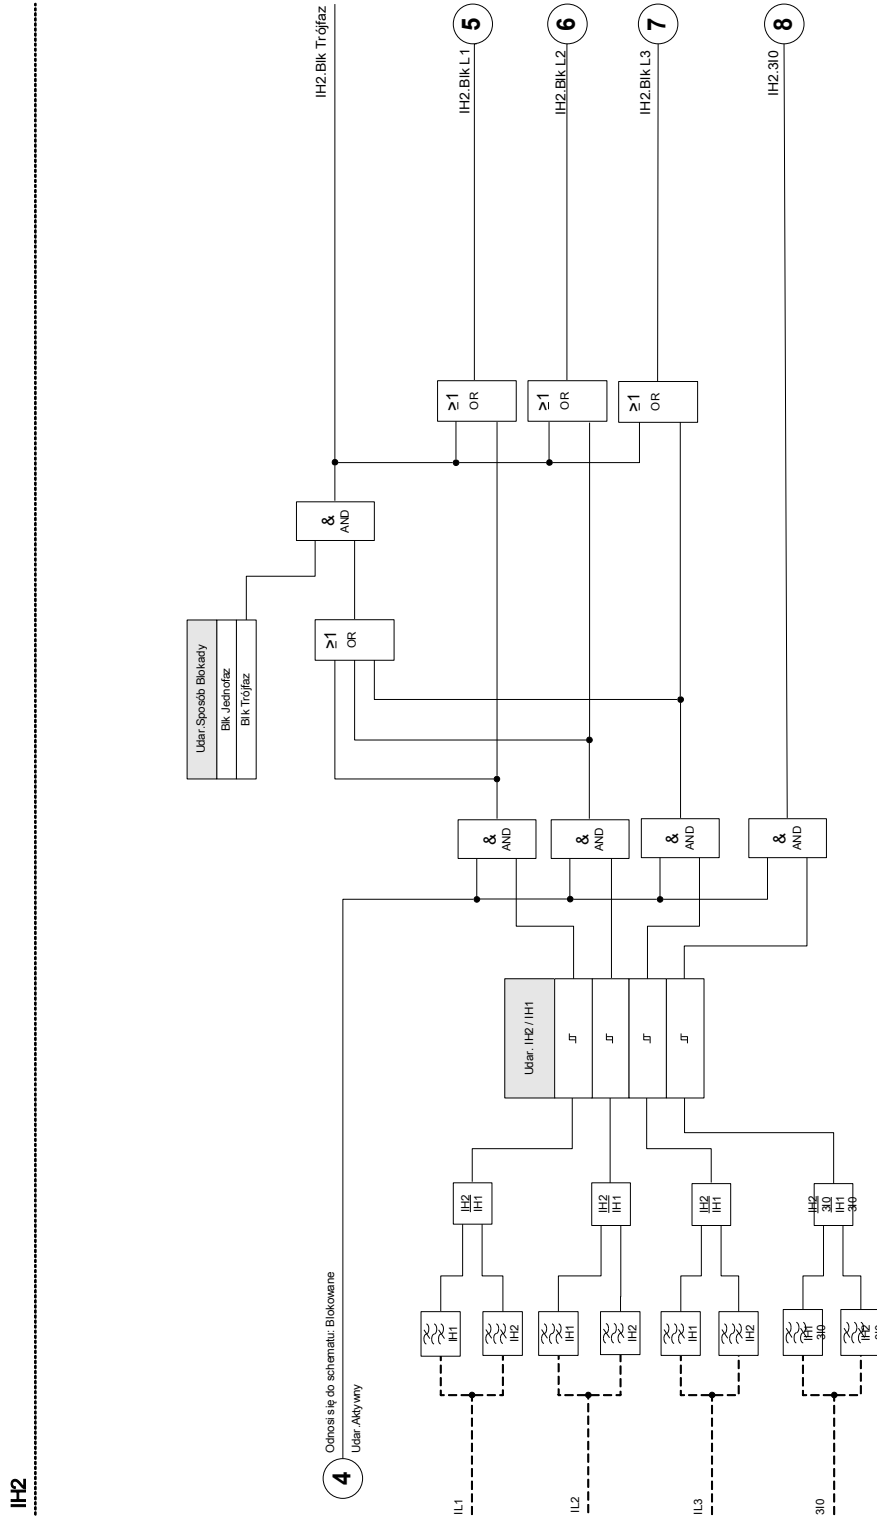 IH2
4
Odnosi się do schematu: Blokowane
Udar.Aktywny
IL1
IL2
IL3
3I0
IH1
IH2
IH1
IH2
IH1
IH2
IH1
3I0
IH2
3I0
IH2
IH1
IH2
IH1
IH2
IH1
IH2
3I0
IH1
3I0
Udar. IH2 / IH1
&
AND
&
AND
&
AND
&
AND
Udar.Sposób Blokady
Blk Jednofaz
Blk Trójfaz
≥1
OR
&
AND
≥1
OR
≥1
OR
≥1
OR
IH2.Blk Trójfaz
IH2.Blk L1
5
IH2.Blk L2
6
IH2.Blk L3
7
IH2.3I0
8